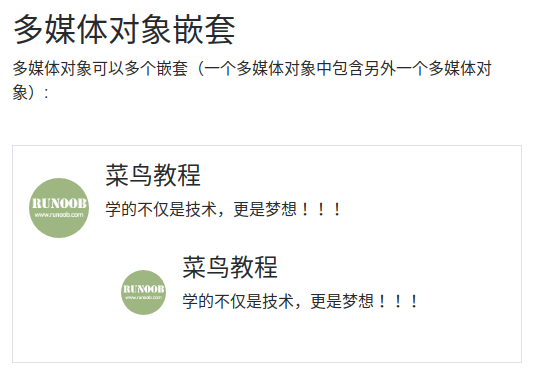 多媒体对象嵌套
多媒体对象可以多个嵌套（一个多媒体对象中包含另外一个多媒体对
象）:
菜鸟教程
RUNOOB
www.runoob.com
学的不仅是技术，更是梦想！！！
菜鸟教程
RUNOOB
www.runoob.com
学的不仅是技术，更是梦想！！！